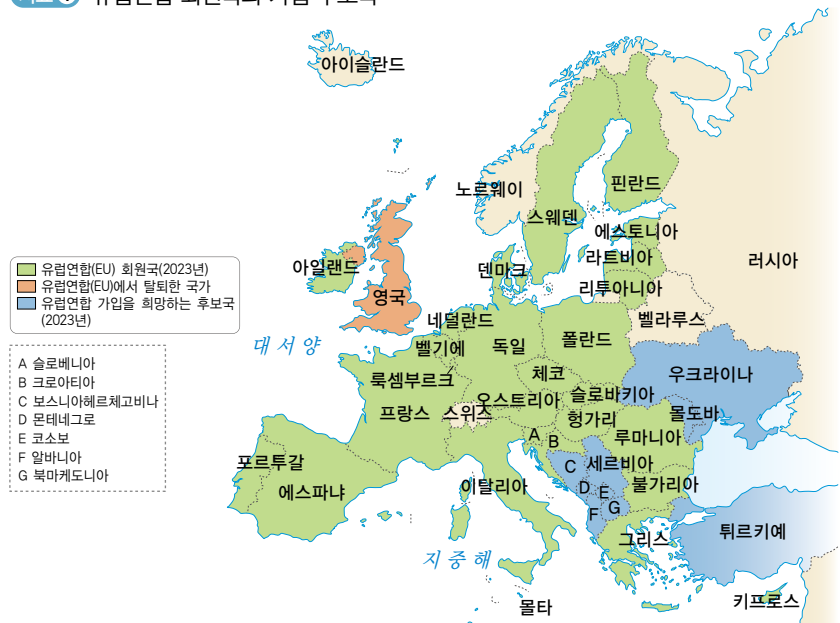 유럽연합(EU) 회원국(2023년)
유럽연합(EU)에서 탈퇴한 국가
유럽연합 가입을 희망하는 후보국
(2023년)
A 슬로베니아
B 크로아티아
C 보스니아헤르체고비나
D 몬테네그로
E 코소보
F 알바니아
G 북마케도니아
아이슬란드
노르웨이
핀란드
스웨덴
에스토니아
라트비아
러시아
아일랜드
덴마크
리투아니아
영국
벨라루스
네덜란드
대서양
벨기에
독일
폴란드
체코
우크라이나
룩셈부르크
슬로바키아
오스트리아
프랑스
스위스
헝가리
몰도바
A
B
루마니아
포르투갈
C
세르비아
에스파냐
이탈리아
D
E
불가리아
F
G
지중해
그리스
튀르키예
몰타
키프로스